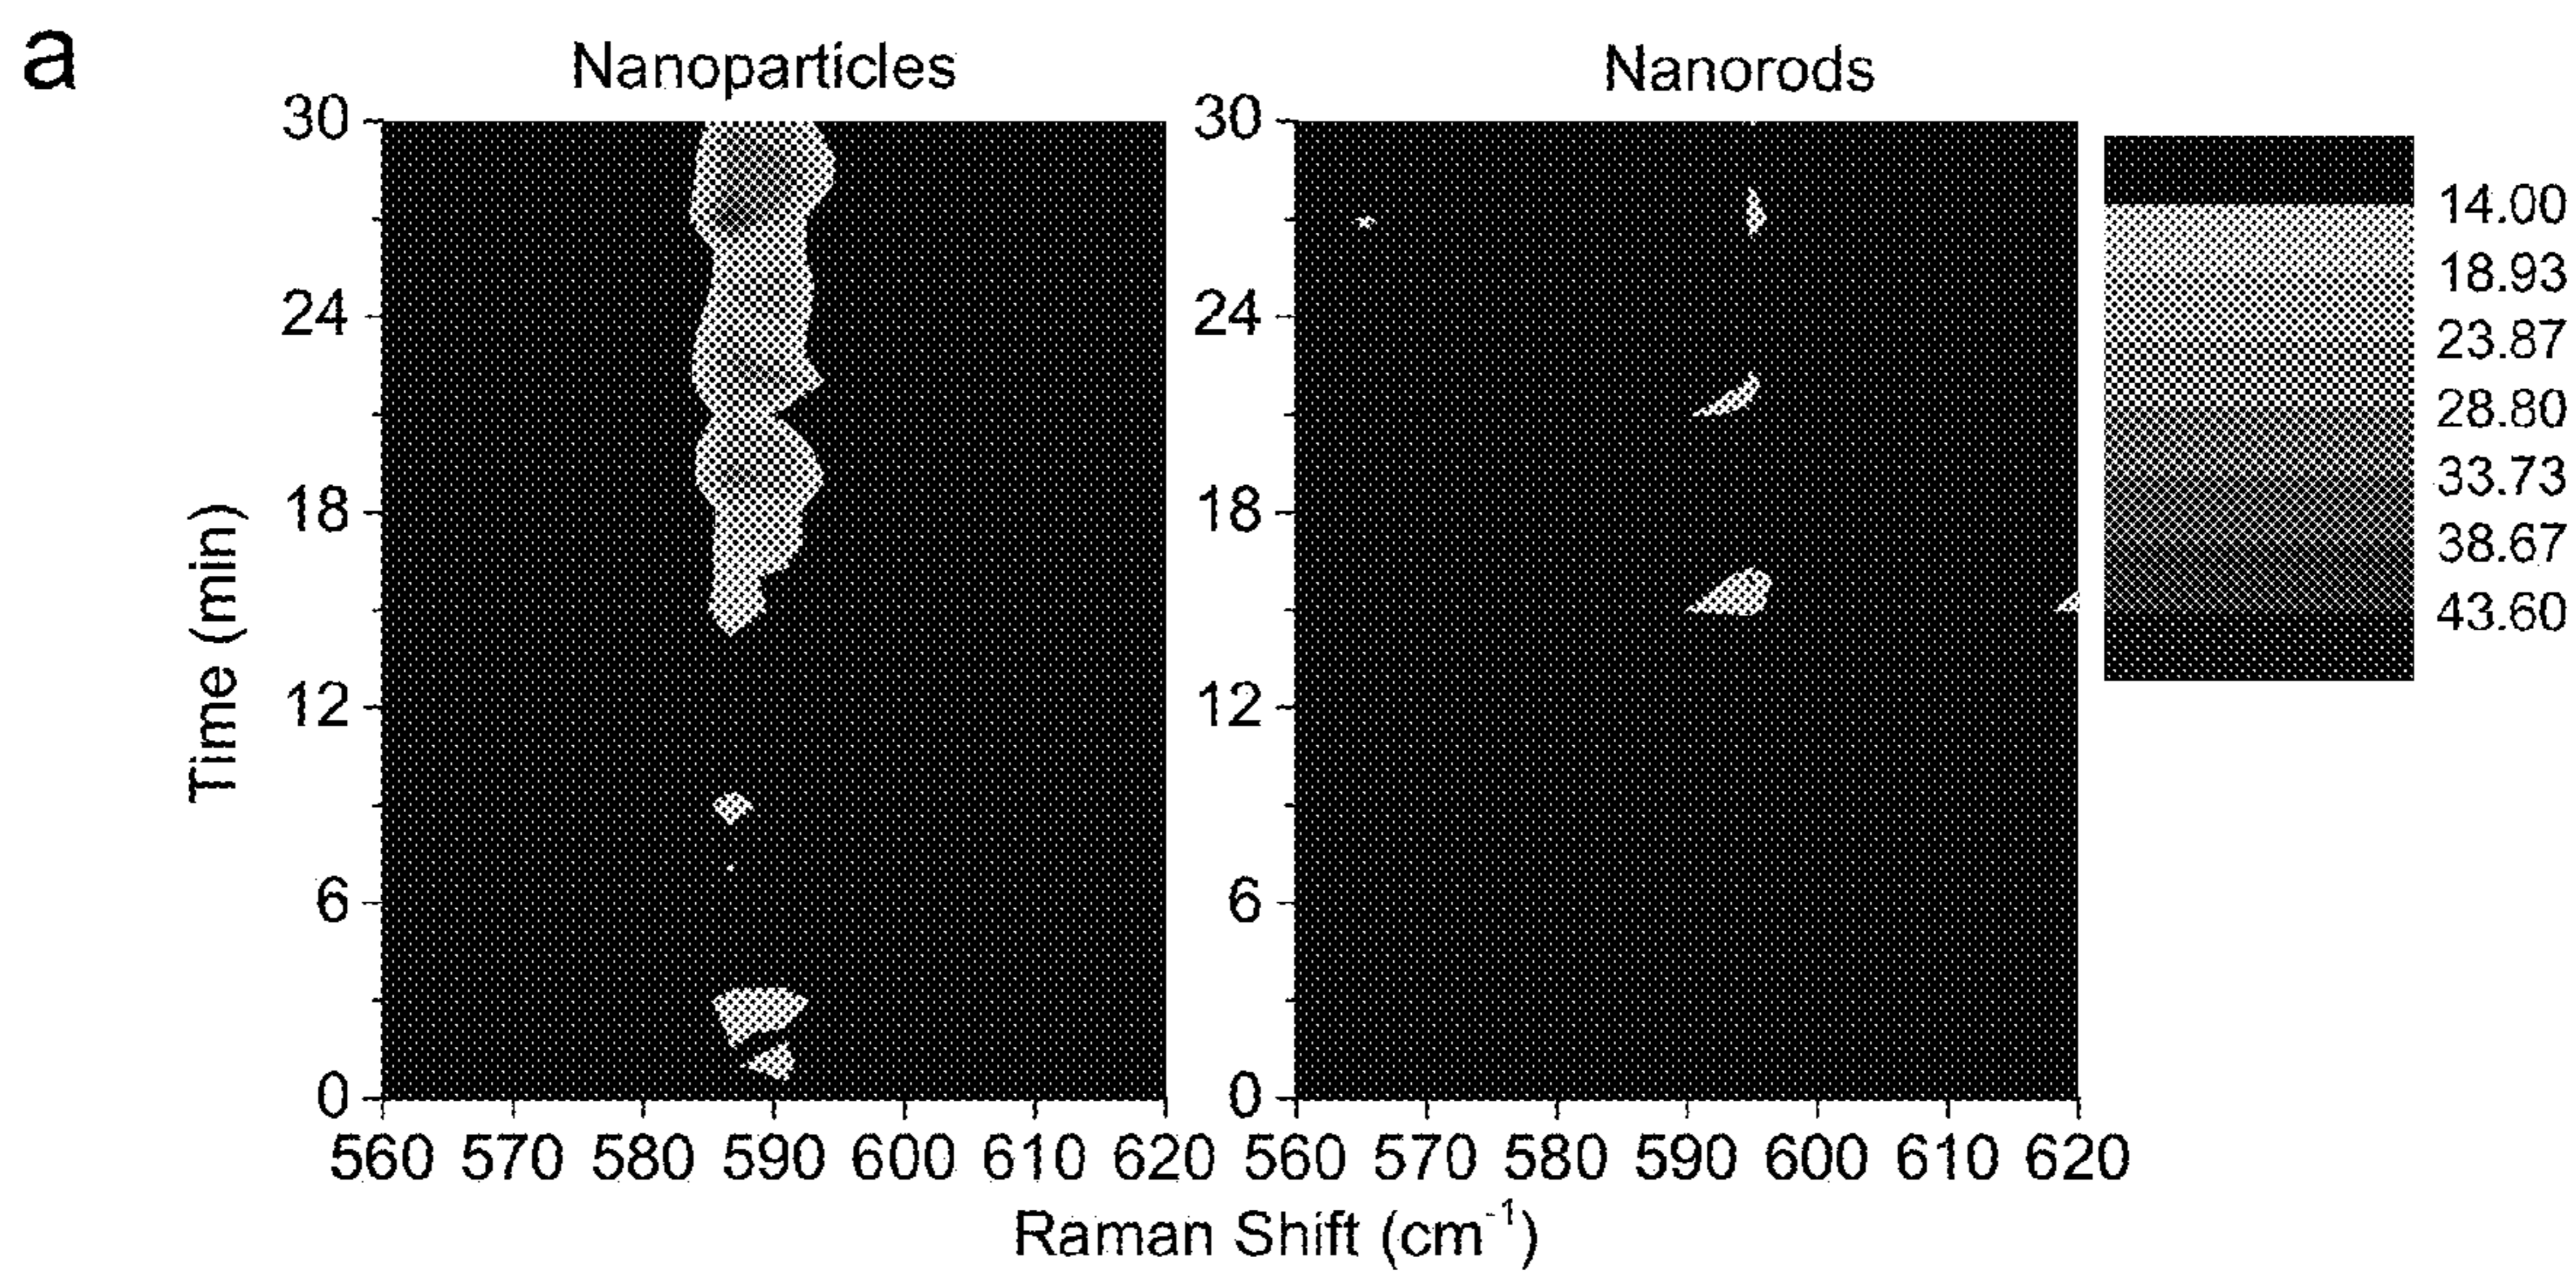 a
Nanoparticles
Nanorods
30
24
18
12
6
0
Time (min)
560 570 580 590 600 610 620
30
24
18
12
6
0
560 570 580 590 600 610 620
Raman Shift (cm⁻¹)
14.00
18.93
23.87
28.80
33.73
38.67
43.60